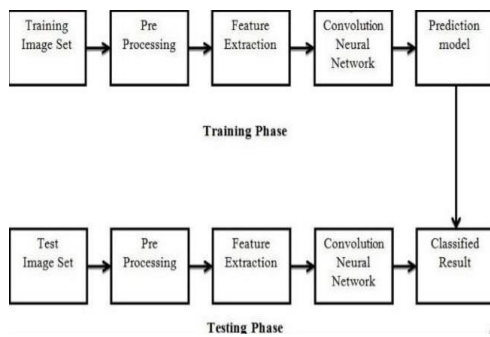 Training
Image Set
Pre
Processing
Feature
Extraction
Convolution
Neural
Network
Prediction
model
Training Phase
Test
Image Set
Pre
Processing
Feature
Extraction
Convolution
Neural
Network
Classified
Result
Testing Phase